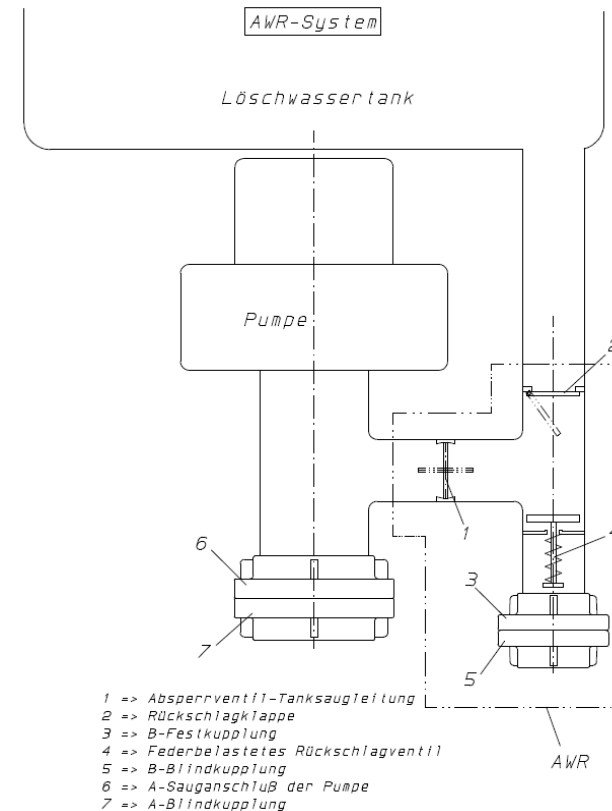 AWR-System
Löschwassertank
Pumpe
2
1
4
6
3
7
5
AWR
1 => Absperrventil-Tanksaugleitung
2 => Rückschlagklappe
3 => B-Festkupplung
4 => Federbelastetes Rückschlagventil
5 => B-Blindkupplung
6 => A-Sauganschluß der Pumpe
7 => A-Blindkupplung